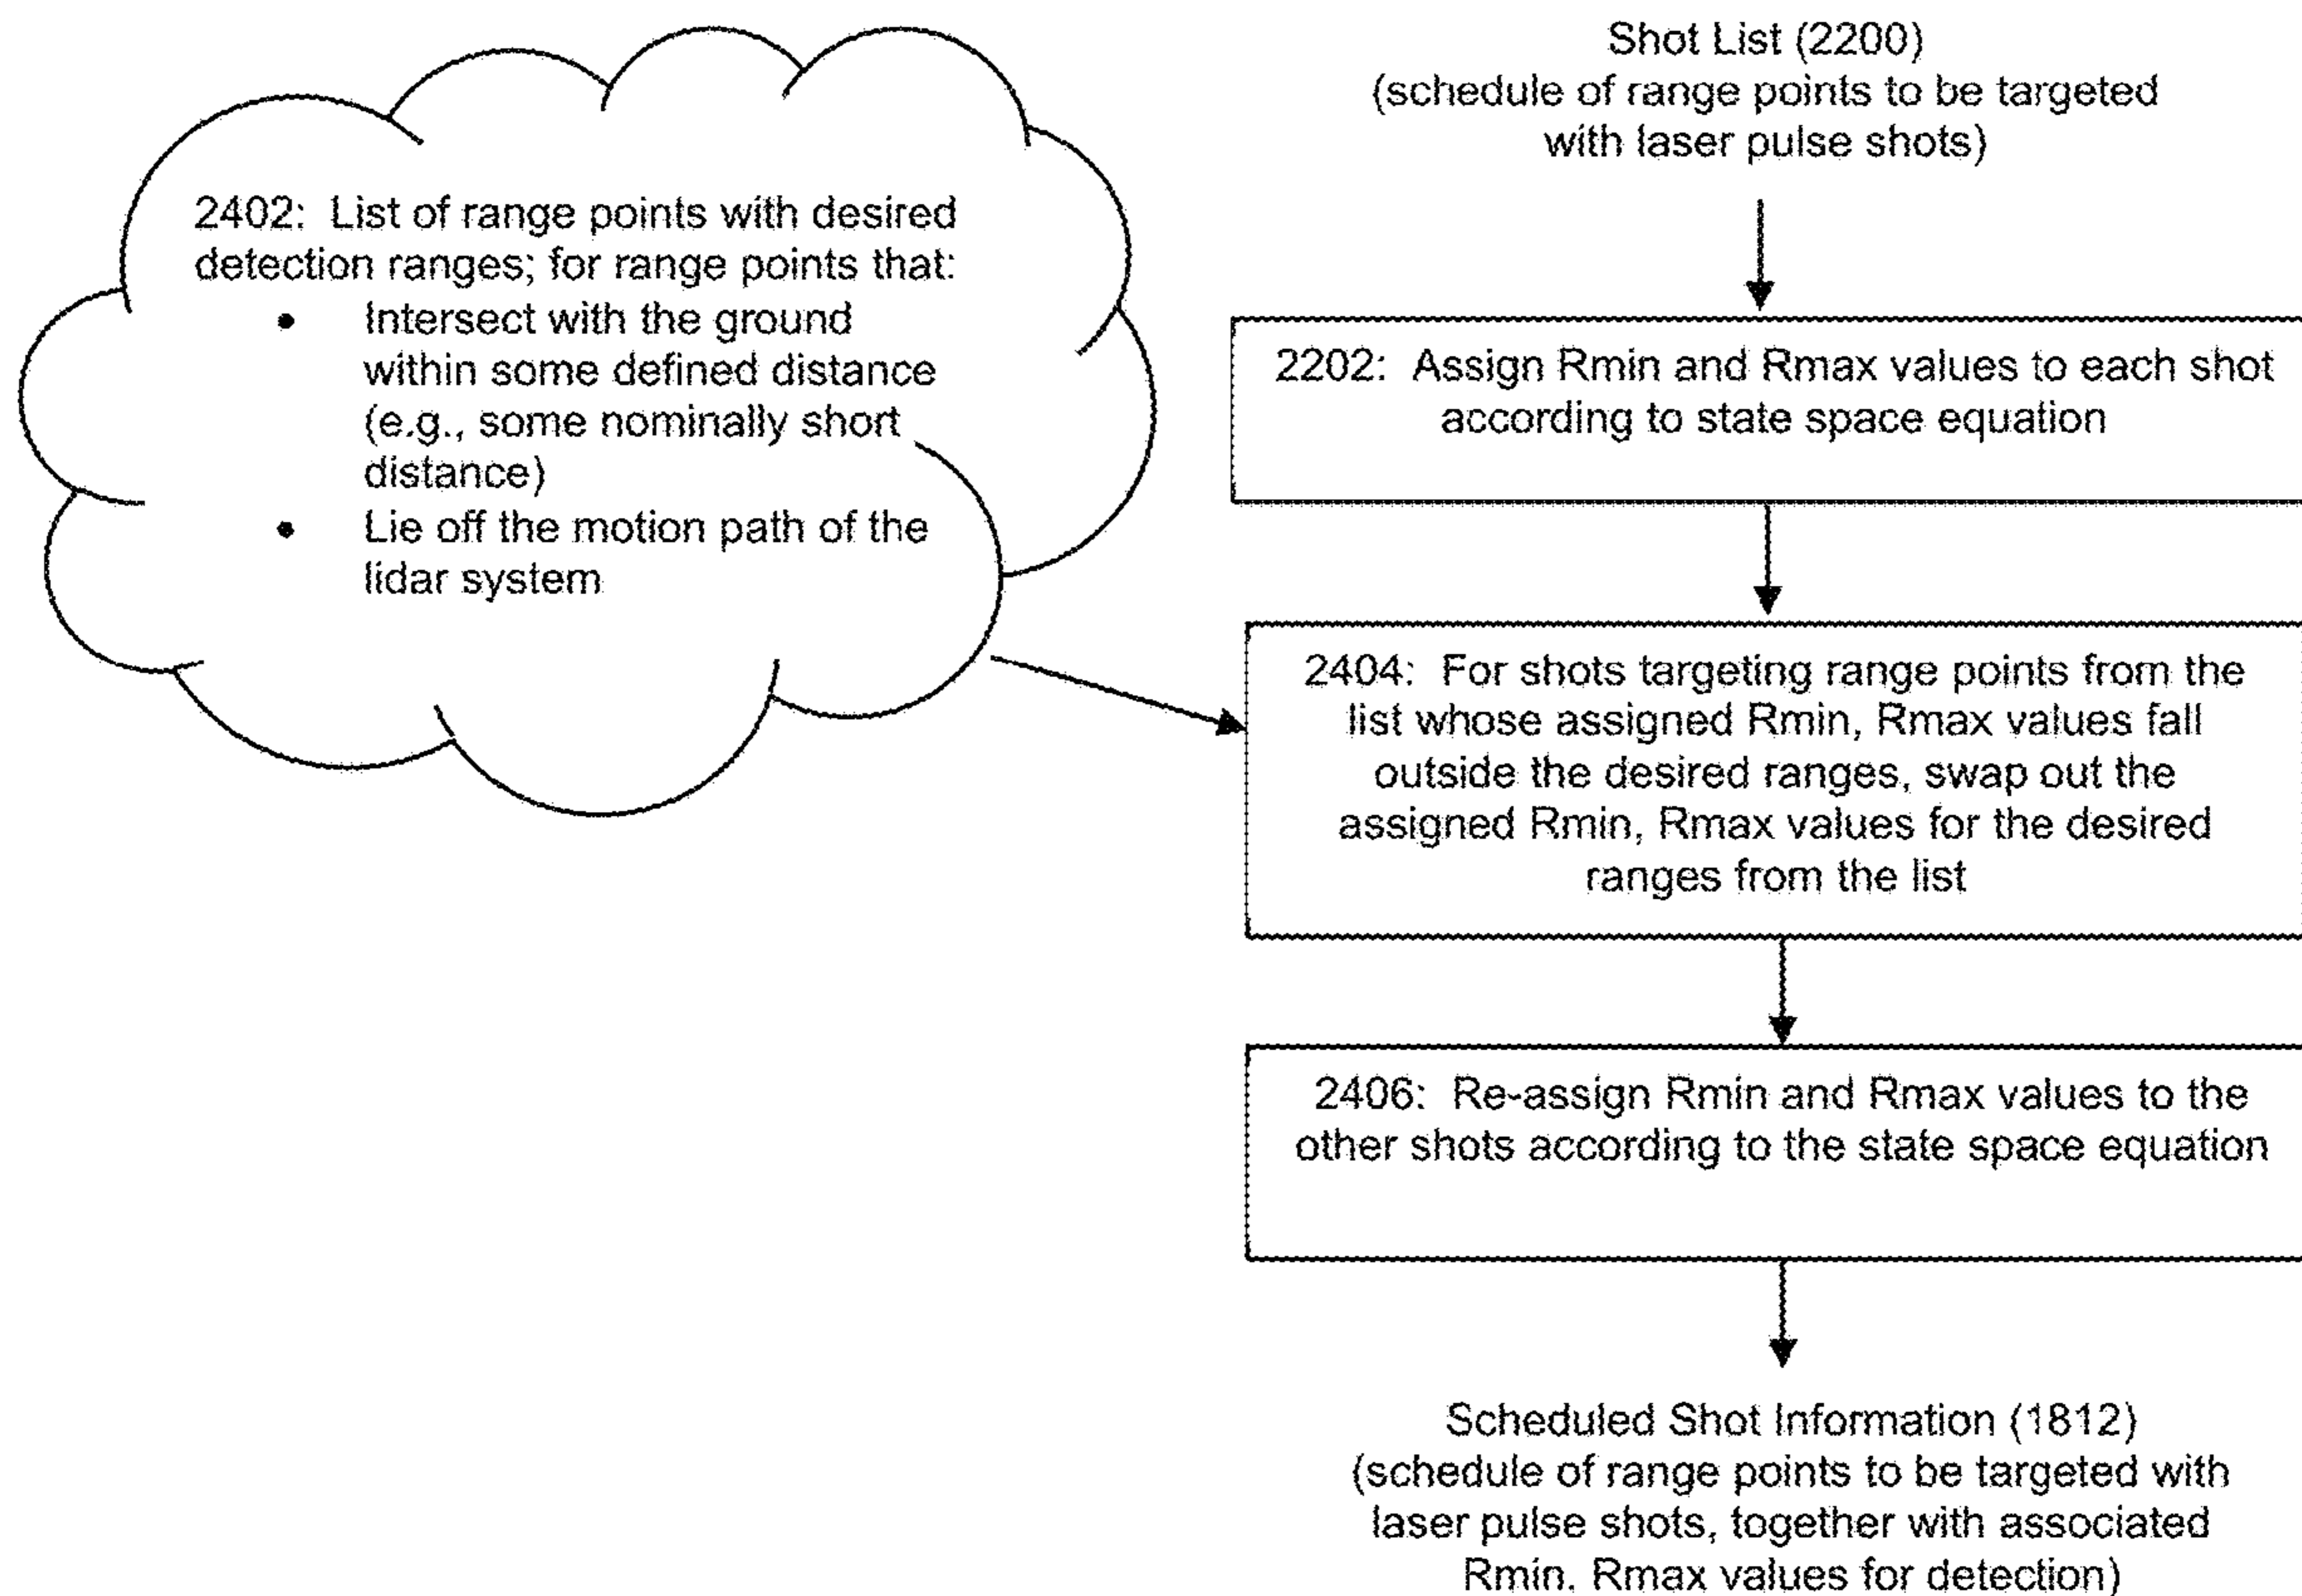 Shot List (2200)
(schedule of range points to be targeted
with laser pulse shots)
2402: List of range points with desired
detection ranges; for range points that:
• Intersect with the ground
within some defined distance
(e.g., some nominally short
distance)
• Lie off the motion path of the
lidar system
2202: Assign Rmin and Rmax values to each shot
according to state space equation
2404: For shots targeting range points from the
list whose assigned Rmin, Rmax values fall
outside the desired ranges, swap out the
assigned Rmin, Rmax values for the desired
ranges from the list
2406: Re-assign Rmin and Rmax values to the
other shots according to the state space equation
Scheduled Shot Information (1812)
(schedule of range points to be targeted with
laser pulse shots, together with associated
Rmin, Rmax values for detection)